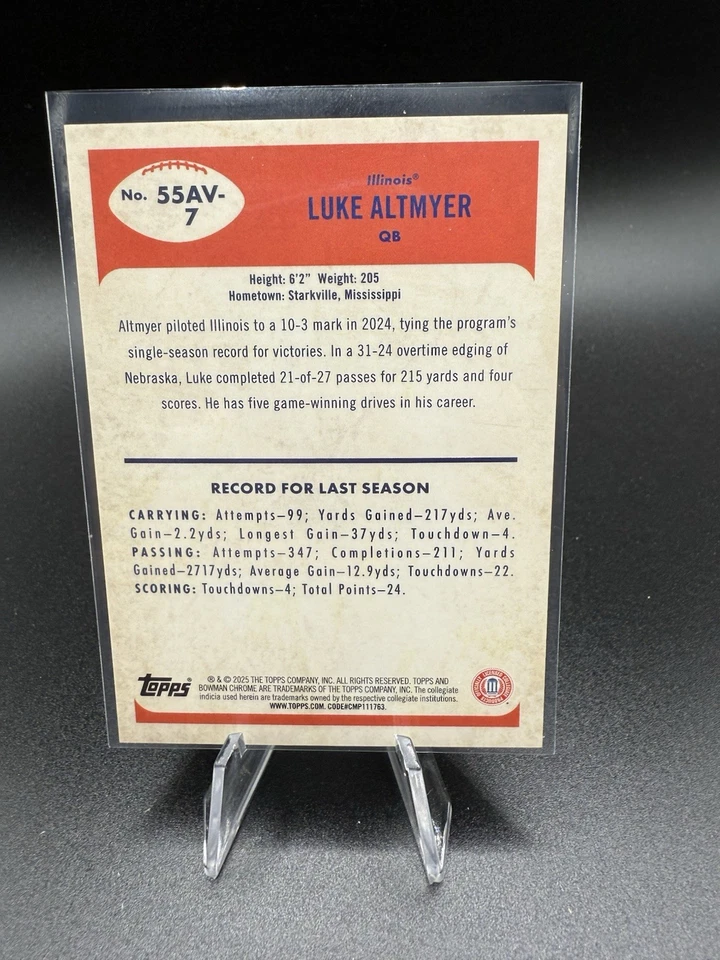 No. 55AV-
7
Illinois®
LUKE ALTMYER
QB
Height: 6'2" Weight: 205
Hometown: Starkville, Mississippi
Altmyer piloted Illinois to a 10-3 mark in 2024, tying the program's
single-season record for victories. In a 31-24 overtime edging of
Nebraska, Luke completed 21-of-27 passes for 215 yards and four
scores. He has five game-winning drives in his career.
RECORD FOR LAST SEASON
CARRYING: Attempts–99; Yards Gained–217yds; Ave.
Gain–2.2yds; Longest Gain–37yds; Touchdown–4.
PASSING: Attempts–347; Completions–211; Yards
Gained–2717yds; Average Gain–12.9yds; Touchdowns–22.
SCORING: Touchdowns–4; Total Points–24.
Topps®
® & © 2025 THE TOPPS COMPANY, INC. ALL RIGHTS RESERVED. TOPPS AND
BOWMAN CHROME ARE TRADEMARKS OF THE TOPPS COMPANY, INC. The collegiate
indicia used herein are trademarks owned by the respective collegiate institutions.
WWW.TOPPS.COM. CODE#CMP111763.